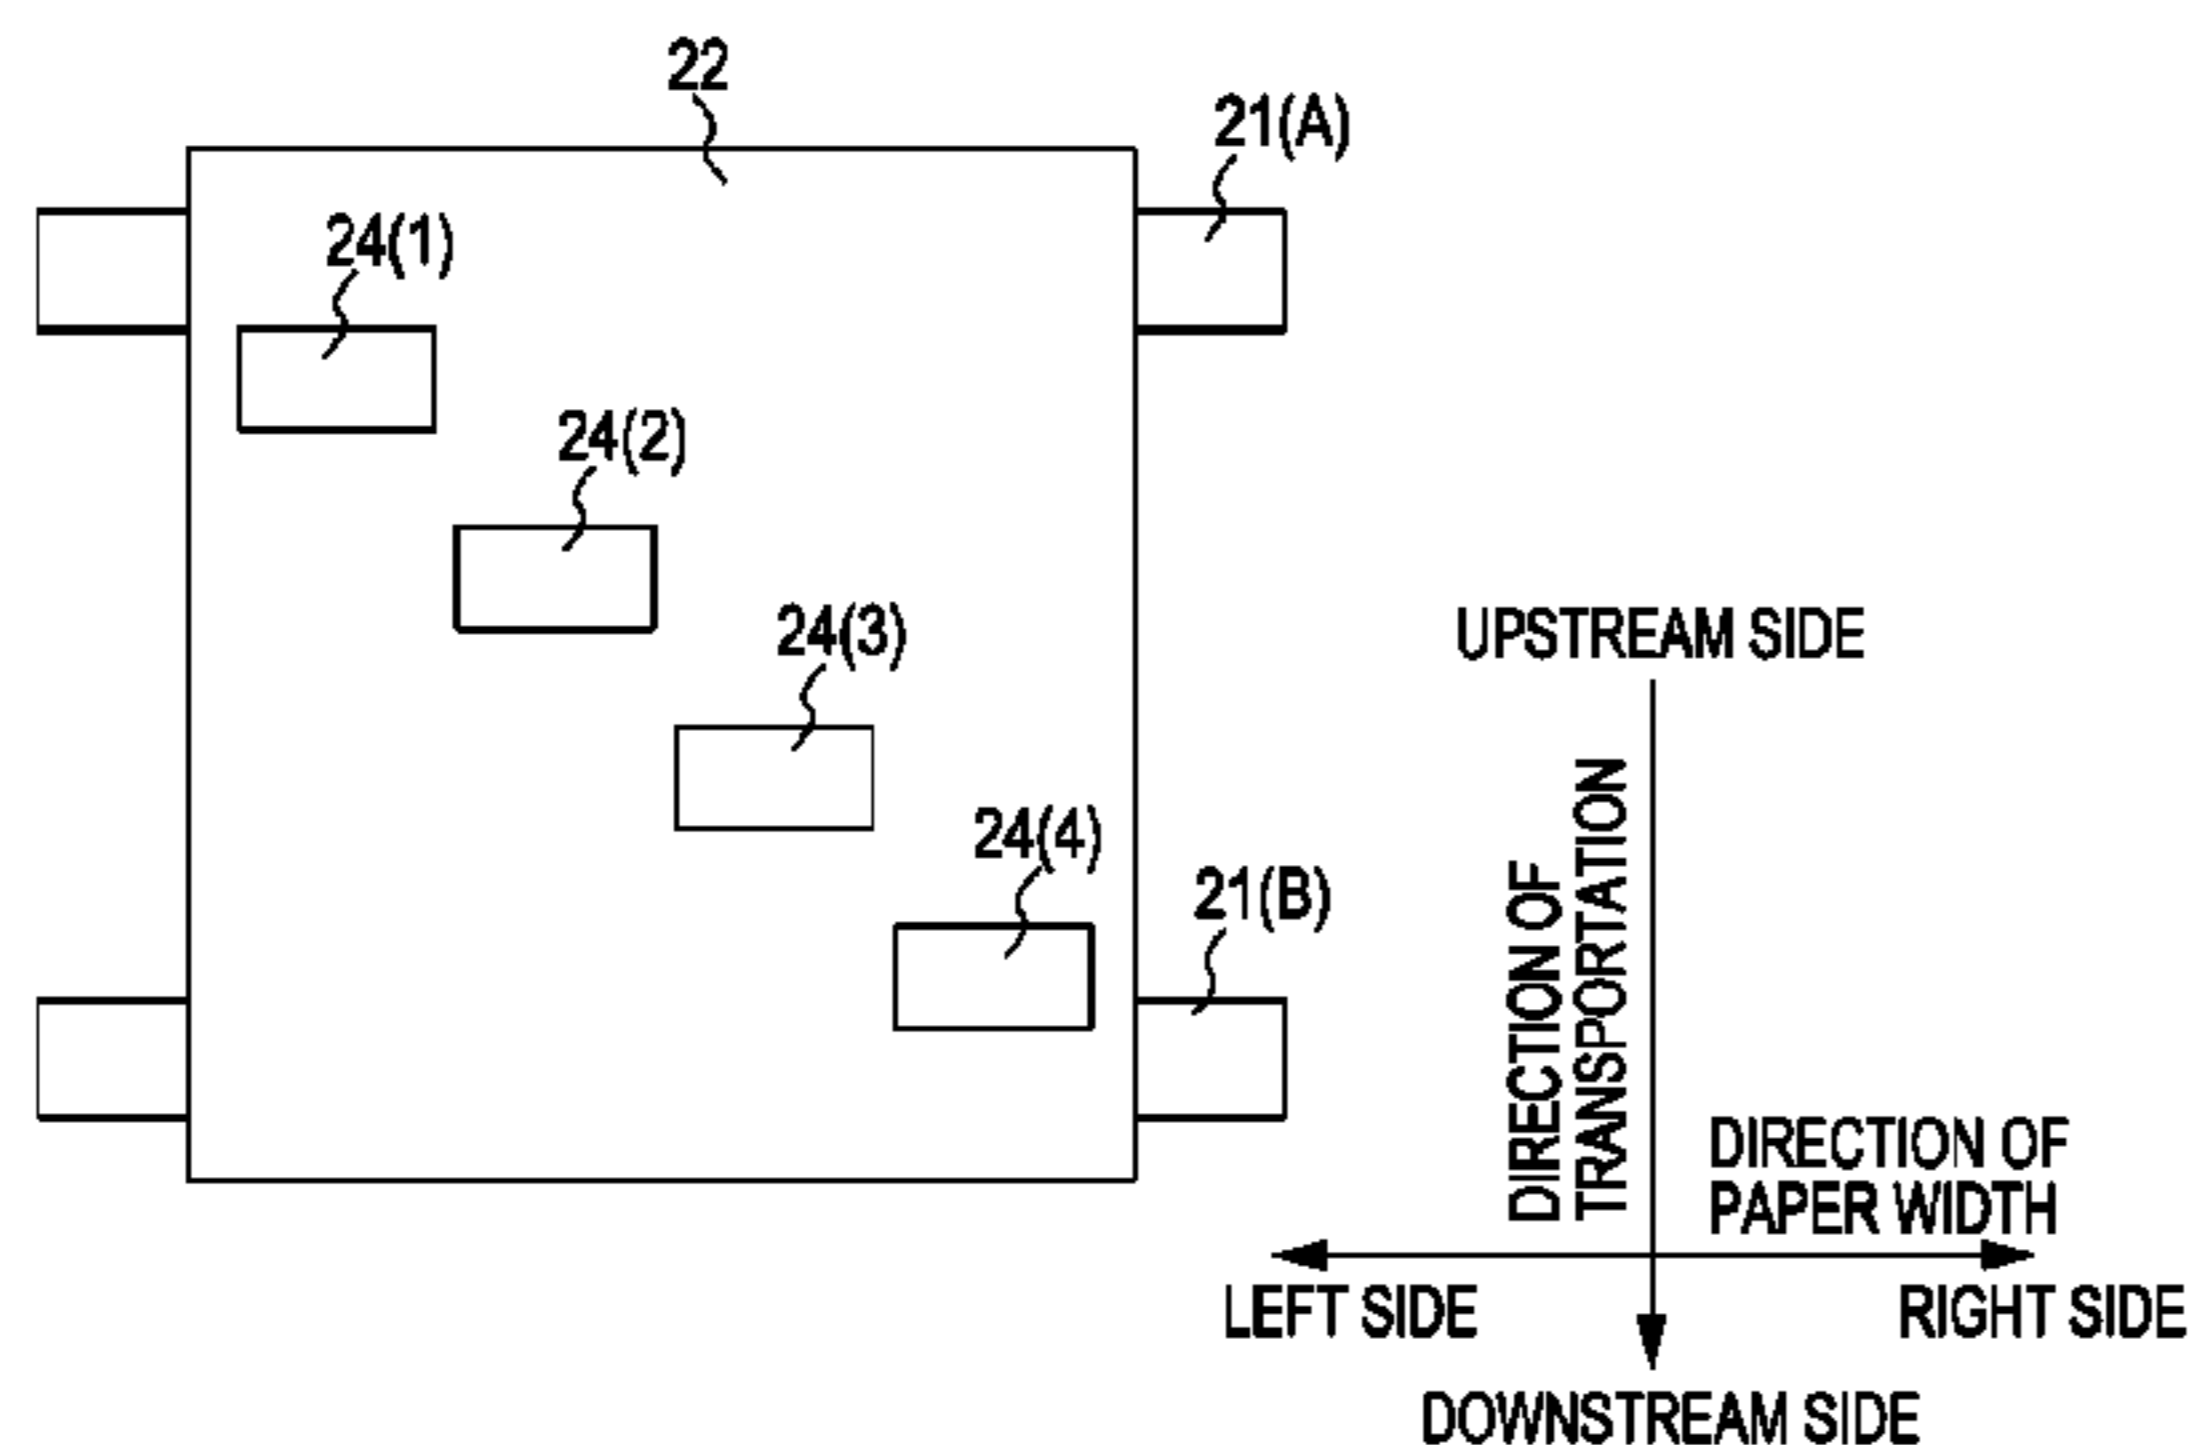 22
21(A)
24(1)
24(2)
24(3)
24(4)
21(B)
UPSTREAM SIDE
DIRECTION OF
TRANSPORTATION
DIRECTION OF
PAPER WIDTH
LEFT SIDE
RIGHT SIDE
DOWNSTREAM SIDE